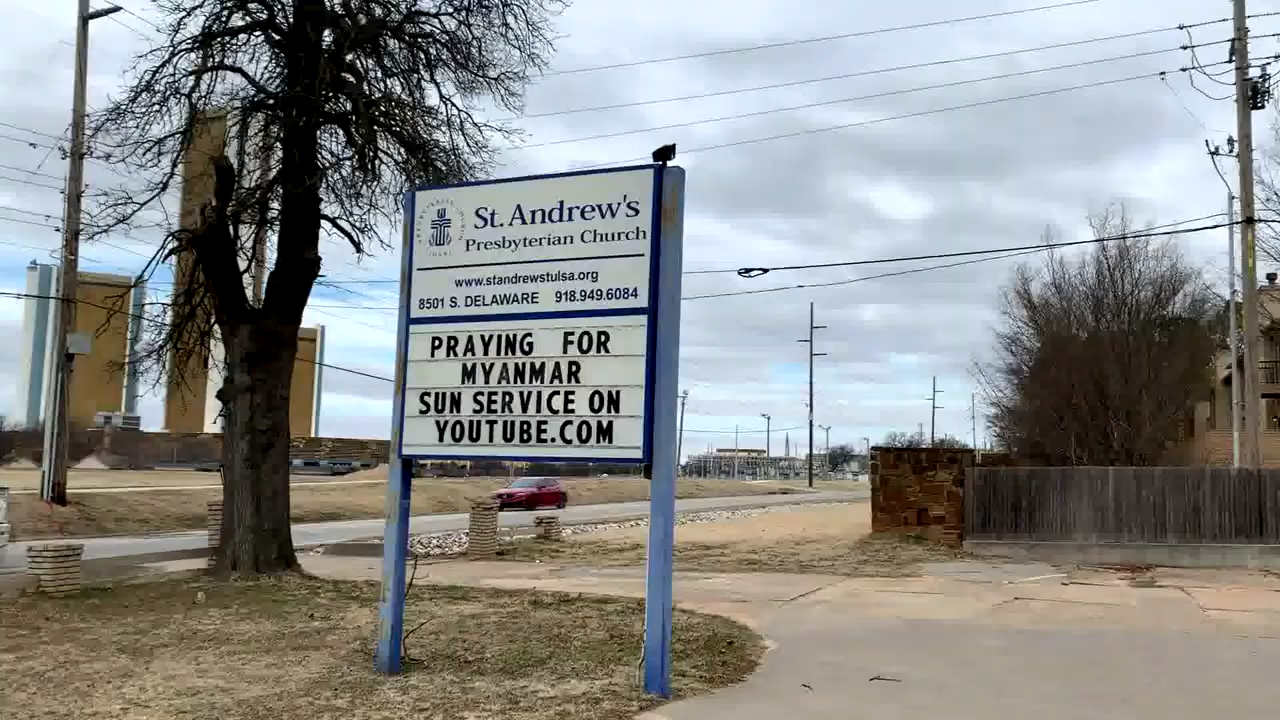 St. Andrew's
Presbyterian Church
www.standrewstulsa.org
8501 S. DELAWARE 918.949.6084
PRAYING FOR
MYANMAR
SUN SERVICE ON
YOUTUBE.COM